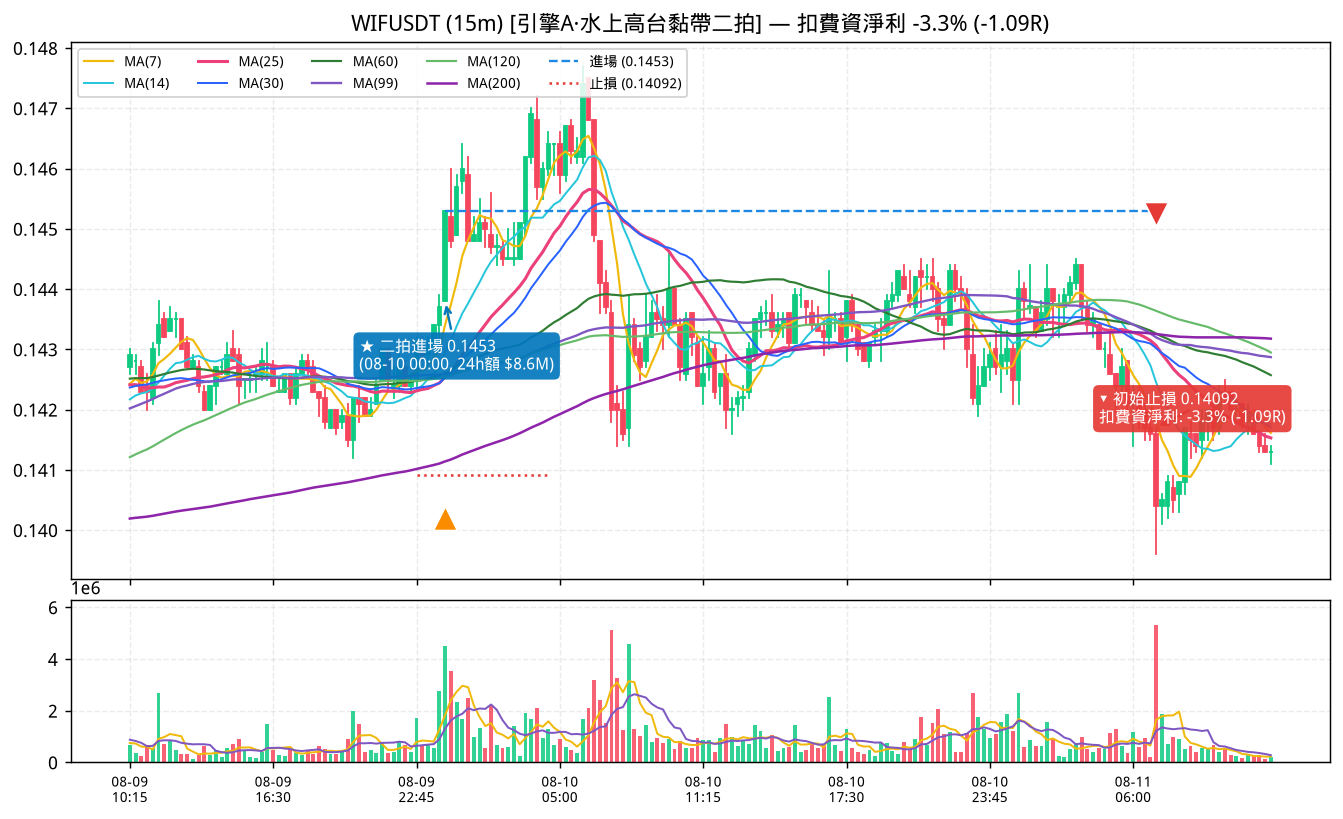 WIFUSDT (15m) [引擎A·水上高台黏帶二拍] — 扣費資淨利 -3.3% (-1.09R)
MA(7) MA(25) MA(60) MA(120) 進場 (0.1453)
MA(14) MA(30) MA(99) MA(200) 止損 (0.14092)
0.148
0.147
0.146
0.145
0.144
0.143
0.142
0.141
0.140
★ 二拍進場 0.1453
(08-10 00:00, 24h額 $8.6M)
▼ 初始止損 0.14092
扣費資淨利: -3.3% (-1.09R)
1e6
6
4
2
0
08-09 08-09 08-09 08-10 08-10 08-10 08-10 08-11
10:15 16:30 22:45 05:00 11:15 17:30 23:45 06:00